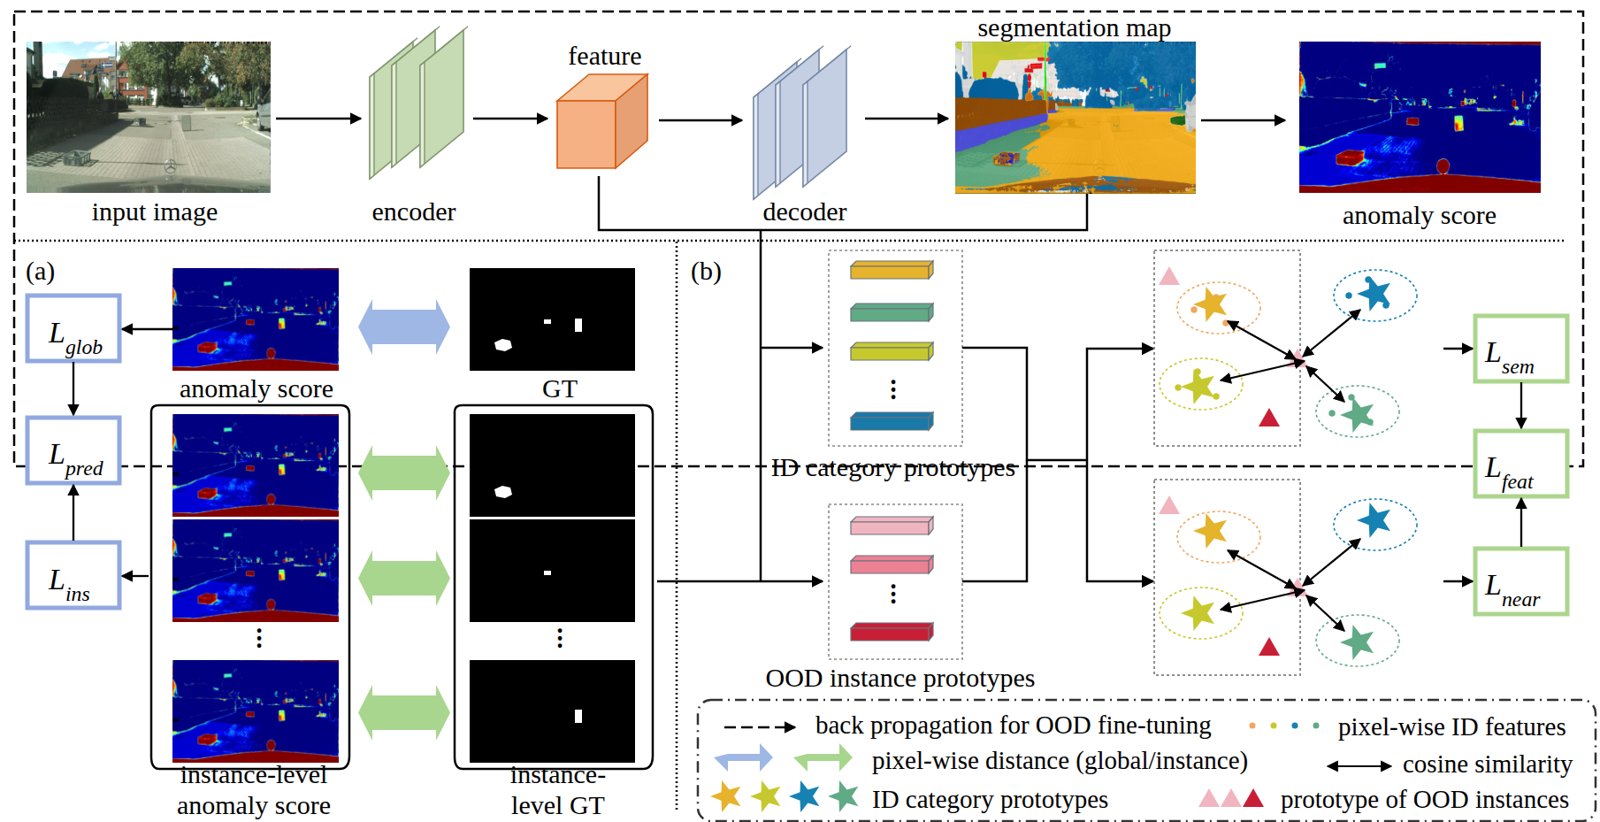 segmentation map
feature
input image
encoder
decoder
anomaly score
(a)
L_glob
anomaly score
GT
L_pred
L_ins
instance-level
anomaly score
instance-
level GT
(b)
ID category prototypes
OOD instance prototypes
L_sem
L_feat
L_near
back propagation for OOD fine-tuning
pixel-wise ID features
pixel-wise distance (global/instance)
cosine similarity
ID category prototypes
prototype of OOD instances